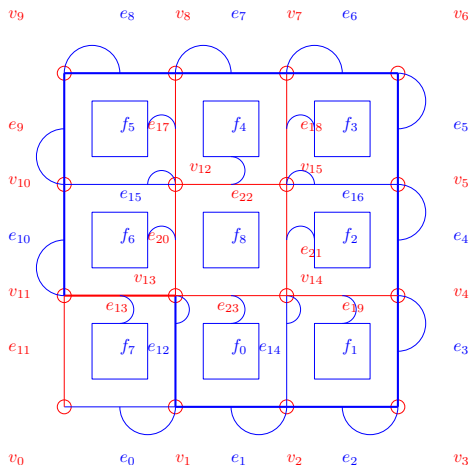 v₉ e₈ v₈ e₇ v₇ e₆ v₆
e₉ f₅ e₁₇ f₄ e₁₈ f₃ e₅
v₁₀ v₁₂ v₁₅ v₅
e₁₅ e₂₂ e₁₆
e₁₀ f₆ e₂₀ f₈ e₂₁ f₂ e₄
v₁₁ v₁₃ v₁₄ v₄
e₁₃ e₂₃ e₁₉
e₁₁ f₇ e₁₂ f₀ e₁₄ f₁ e₃
v₀ e₀ v₁ e₁ v₂ e₂ v₃